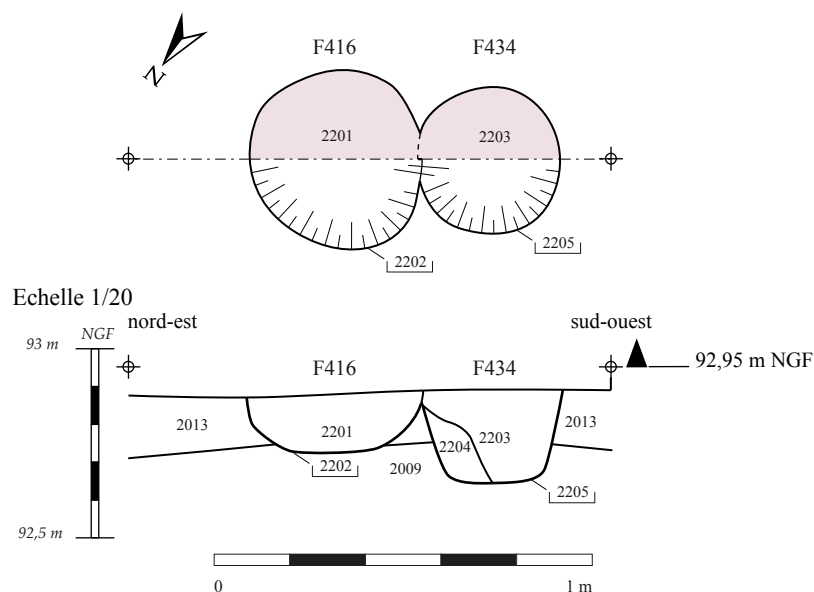 F416 F434
N
2201 2203
2205
2202
Echelle 1/20
nord-est sud-ouest
NGF
93 m
F416 F434 92,95 m NGF
2013 2201 2204 2203 2013
2202 2009
2205
92,5 m
0 1 m